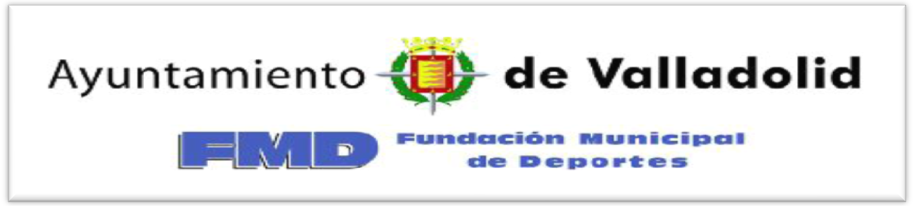 Ayuntamiento de Valladolid
FMD Fundación Municipal
de Deportes